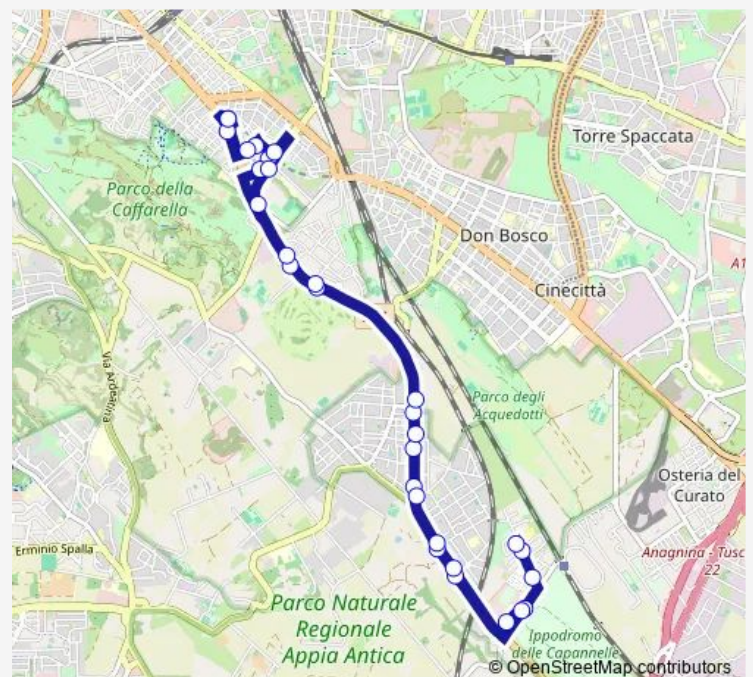 Torre Spaccata
Parco della
Caffarella
Don Bosco
A1
Cinecittà
Via Ardeatina
Parco degli
Acquedotti
Osteria del
Curato
Erminio Spalla
Anagnina - Tusc
22
Parco Naturale
Regionale
Appia Antica
Ippodromo
delle Capannelle
© OpenStreetMap contributors